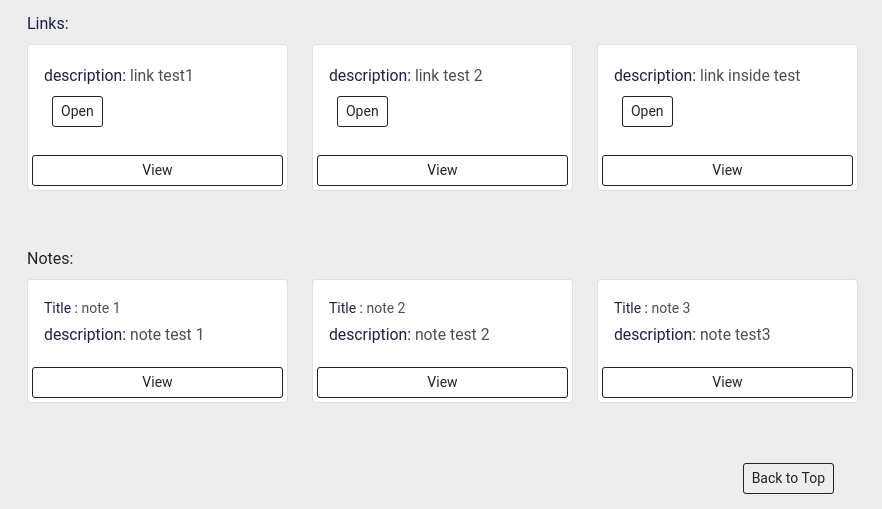 Links:
description: link test1
Open
View
description: link test 2
Open
View
description: link inside test
Open
View
Notes:
Title : note 1
description: note test 1
View
Title : note 2
description: note test 2
View
Title : note 3
description: note test3
View
Back to Top